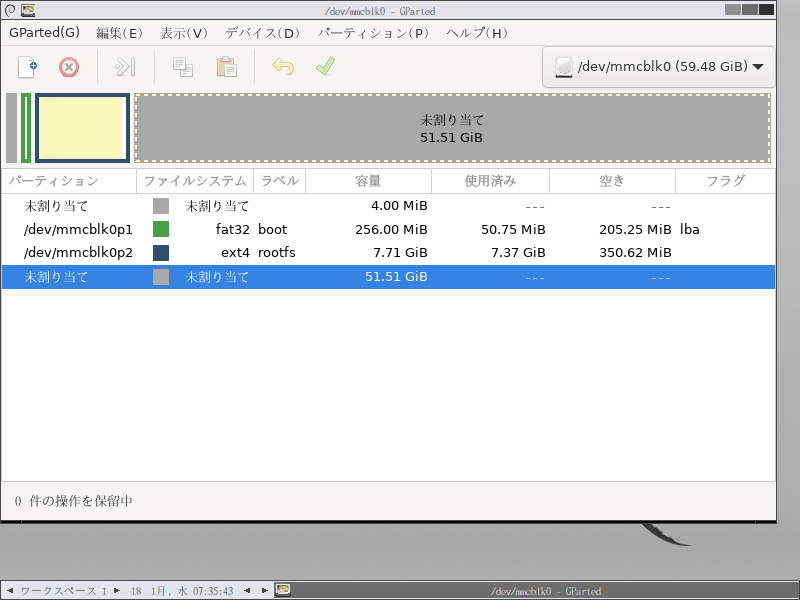 /dev/mmcblk0 - GParted
GParted(G) 編集(E) 表示(V) デバイス(D) パーティション(P) ヘルプ(H)
/dev/mmcblk0 (59.48 GiB)
未割り当て
51.51 GiB
パーティション ファイルシステム ラベル 容量 使用済み 空き フラグ
未割り当て 未割り当て 4.00 MiB --- ---
/dev/mmcblk0p1 fat32 boot 256.00 MiB 50.75 MiB 205.25 MiB lba
/dev/mmcblk0p2 ext4 rootfs 7.71 GiB 7.37 GiB 350.62 MiB
未割り当て 未割り当て 51.51 GiB --- ---
0 件の操作を保留中
ワークスペース 1 18 1月, 水 07:35:43 /dev/mmcblk0 - GParted